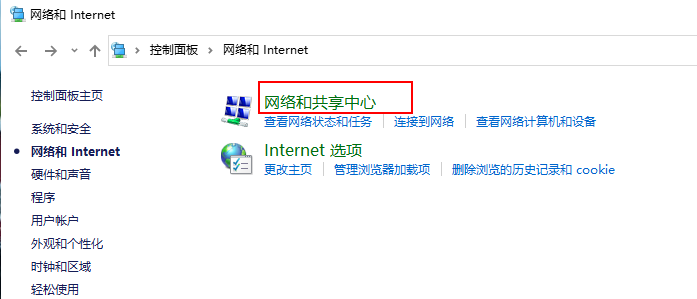 网络和 Internet
控制面板 网络和 Internet
控制面板主页
系统和安全
网络和 Internet
硬件和声音
程序
用户帐户
外观和个性化
时钟和区域
轻松使用
网络和共享中心
查看网络状态和任务 连接到网络 查看网络计算机和设备
Internet 选项
更改主页 管理浏览器加载项 删除浏览的历史记录和 cookie